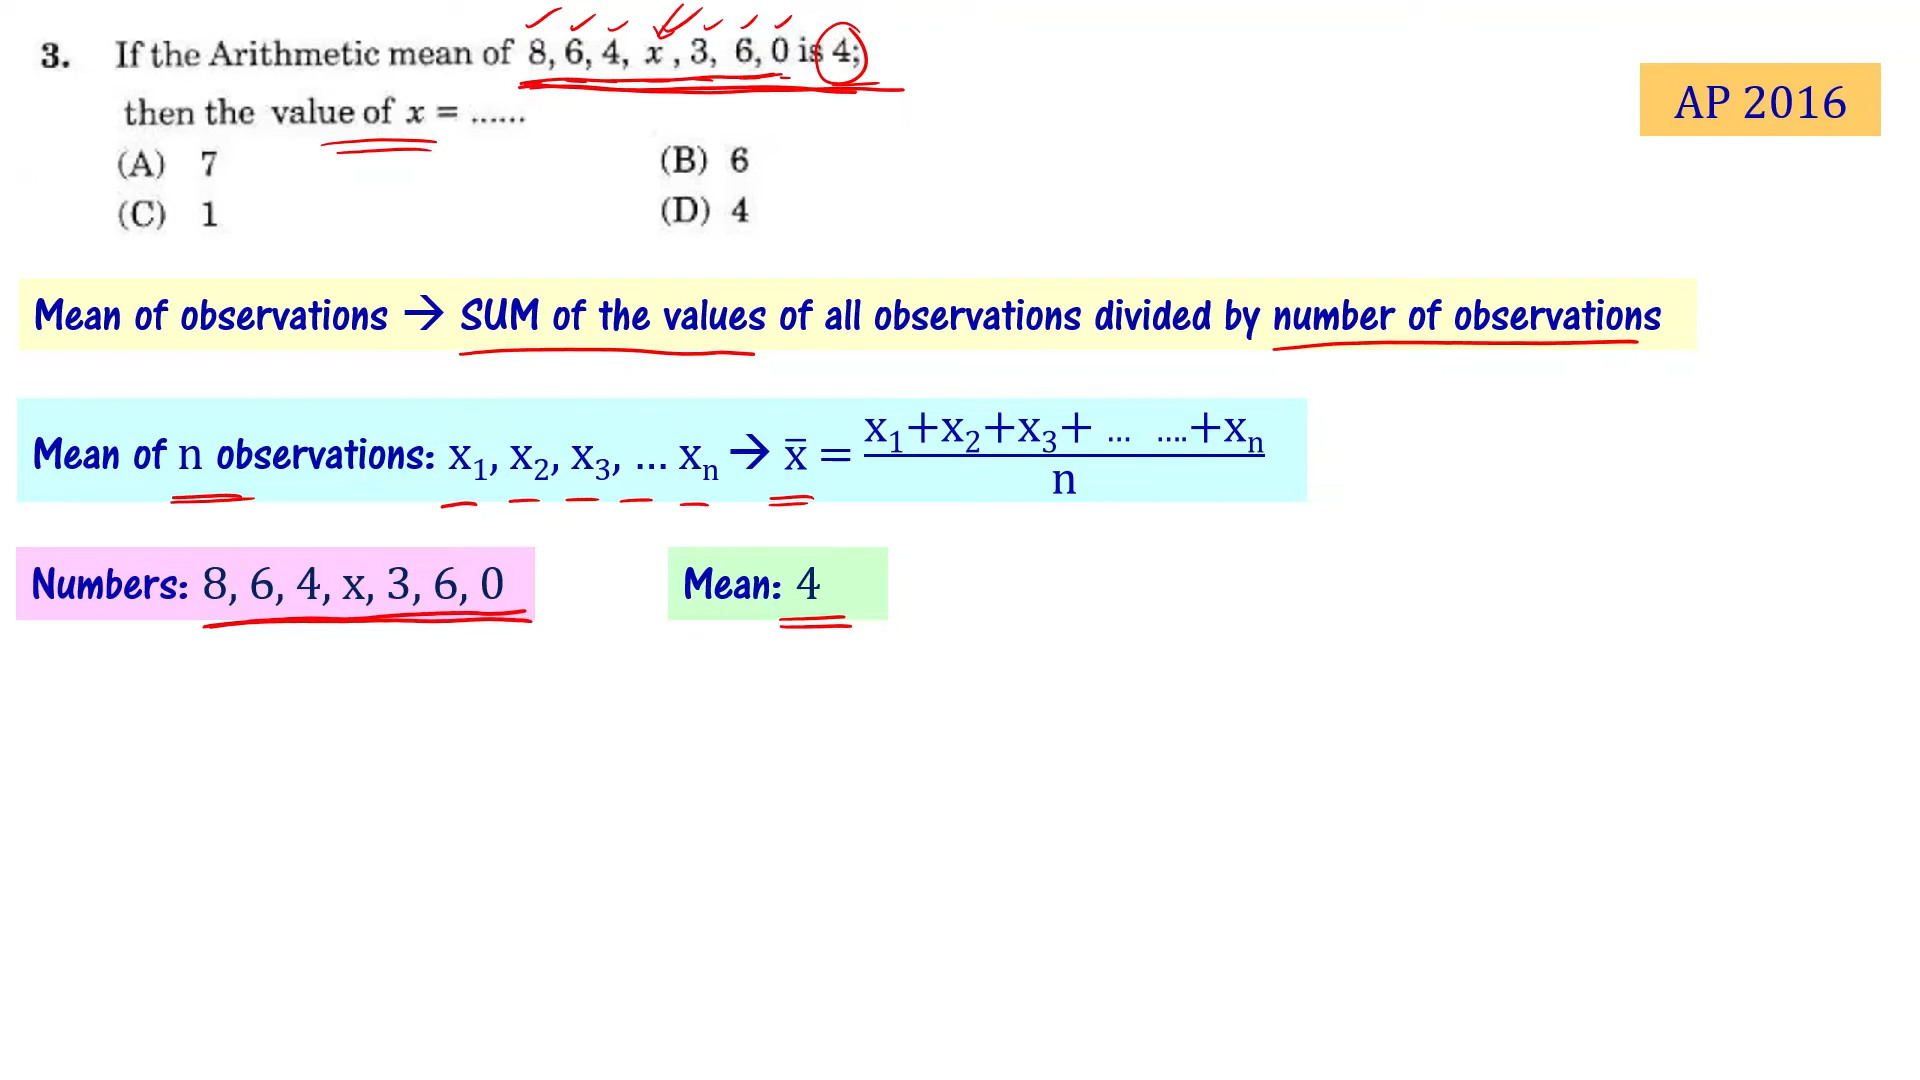 3. If the Arithmetic mean of 8, 6, 4, x , 3, 6, 0 is 4;
then the value of x = ......
(A) 7 (B) 6
(C) 1 (D) 4
AP 2016
Mean of observations → SUM of the values of all observations divided by number of observations
Mean of n observations: x₁, x₂, x₃, ... xₙ → x̄ = (x₁+x₂+x₃+ ... ....+xₙ)/n
Numbers: 8, 6, 4, x, 3, 6, 0 Mean: 4